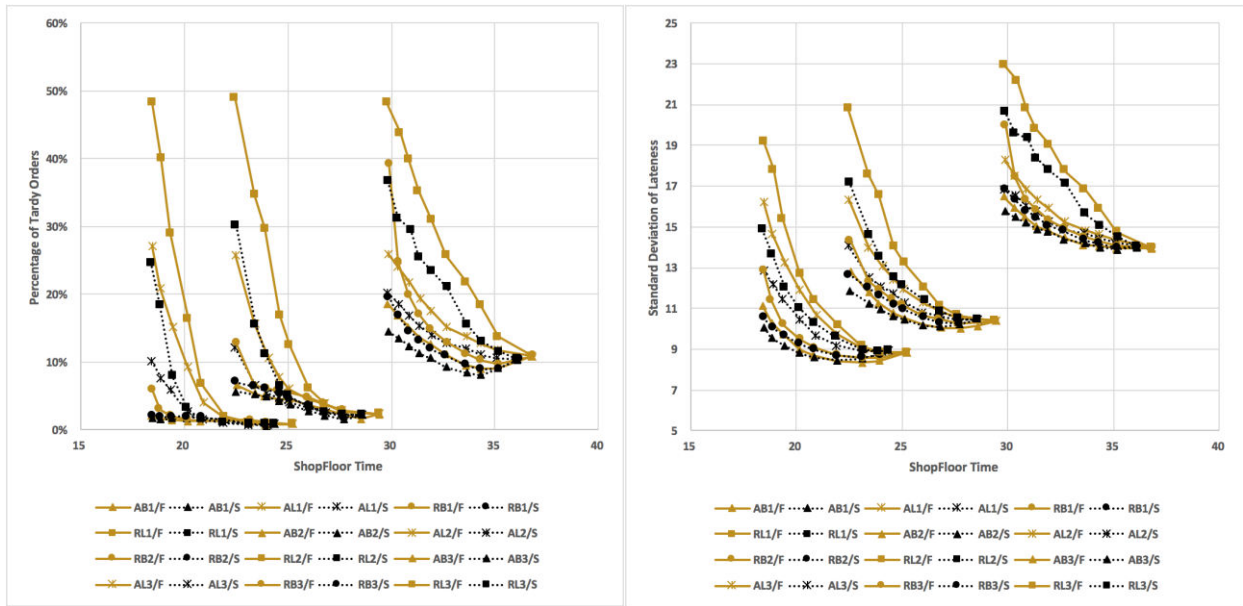 60%
50%
40%
30%
20%
10%
0%
Percentage of Tardy Orders
15 20 25 30 35 40
ShopFloor Time
AB1/F AB1/S AL1/F AL1/S RB1/F RB1/S
RL1/F RL1/S AB2/F AB2/S AL2/F AL2/S
RB2/F RB2/S RL2/F RL2/S AB3/F AB3/S
AL3/F AL3/S RB3/F RB3/S RL3/F RL3/S
25
23
21
19
17
15
13
11
9
7
5
Standard Deviation of Lateness
15 20 25 30 35 40
ShopFloor Time
AB1/F AB1/S AL1/F AL1/S RB1/F RB1/S
RL1/F RL1/S AB2/F AB2/S AL2/F AL2/S
RB2/F RB2/S RL2/F RL2/S AB3/F AB3/S
AL3/F AL3/S RB3/F RB3/S RL3/F RL3/S